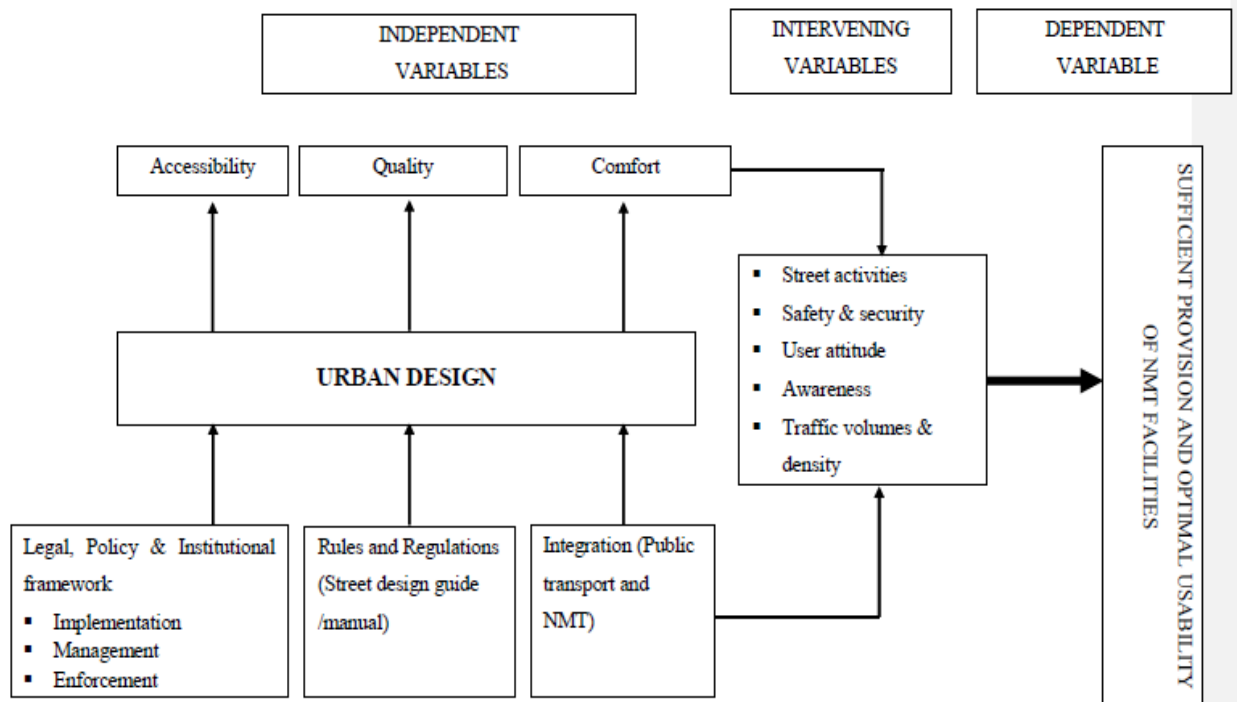 INDEPENDENT
VARIABLES
INTERVENING
VARIABLES
DEPENDENT
VARIABLE
Accessibility
Quality
Comfort
▪ Street activities
▪ Safety & security
▪ User attitude
▪ Awareness
▪ Traffic volumes &
density
URBAN DESIGN
Legal, Policy & Institutional
framework
▪ Implementation
▪ Management
▪ Enforcement
Rules and Regulations
(Street design guide
/manual)
Integration (Public
transport and
NMT)
SUFFICIENT PROVISION AND OPTIMAL USABILITY
OF NMT FACILITIES